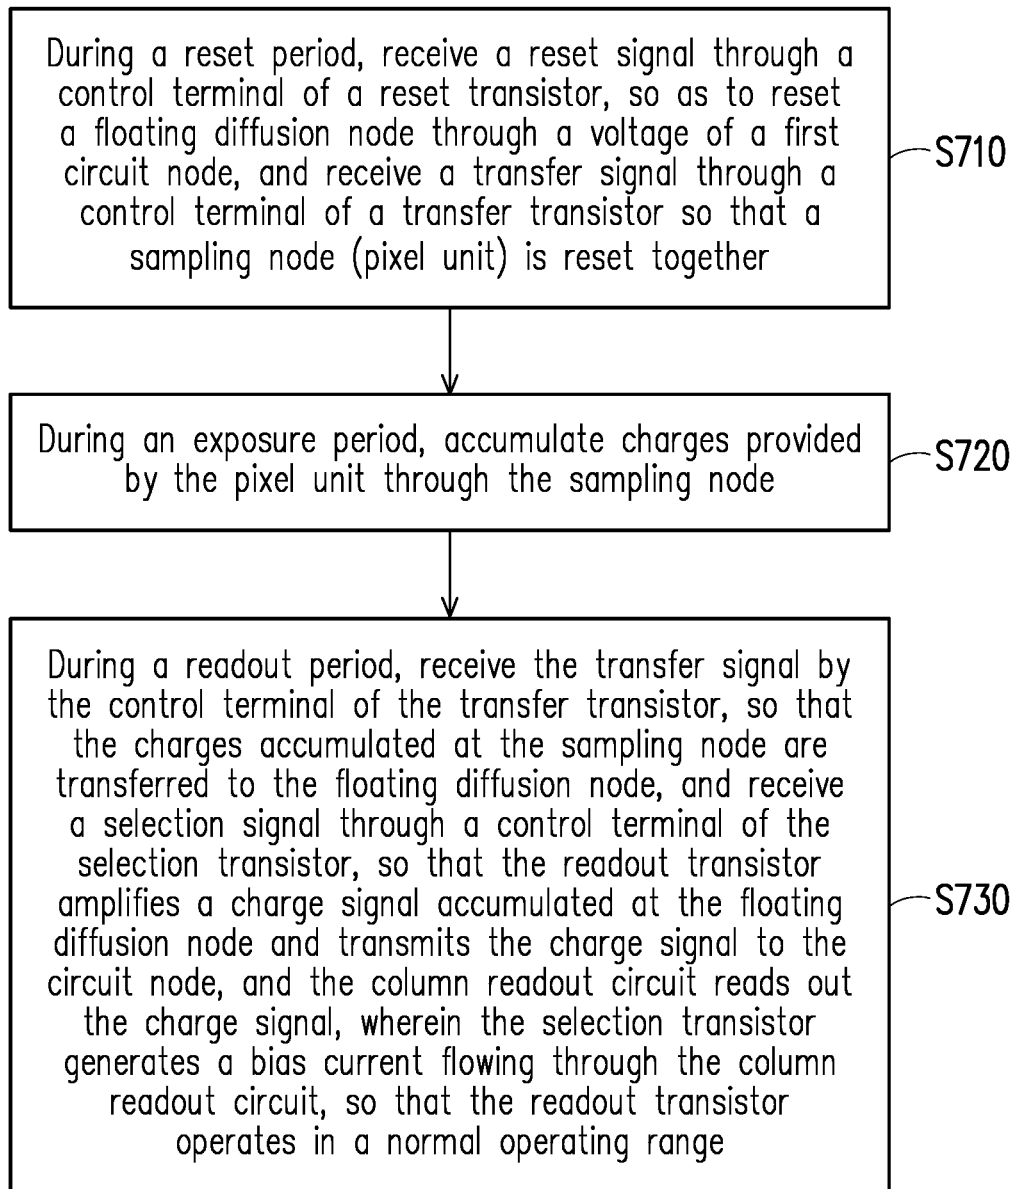 During a reset period, receive a reset signal through a
control terminal of a reset transistor, so as to reset
a floating diffusion node through a voltage of a first
circuit node, and receive a transfer signal through a
control terminal of a transfer transistor so that a
sampling node (pixel unit) is reset together
S710
During an exposure period, accumulate charges provided
by the pixel unit through the sampling node
S720
During a readout period, receive the transfer signal by
the control terminal of the transfer transistor, so that
the charges accumulated at the sampling node are
transferred to the floating diffusion node, and receive
a selection signal through a control terminal of the
selection transistor, so that the readout transistor
amplifies a charge signal accumulated at the floating
diffusion node and transmits the charge signal to the
circuit node, and the column readout circuit reads out
the charge signal, wherein the selection transistor
generates a bias current flowing through the column
readout circuit, so that the readout transistor
operates in a normal operating range
S730